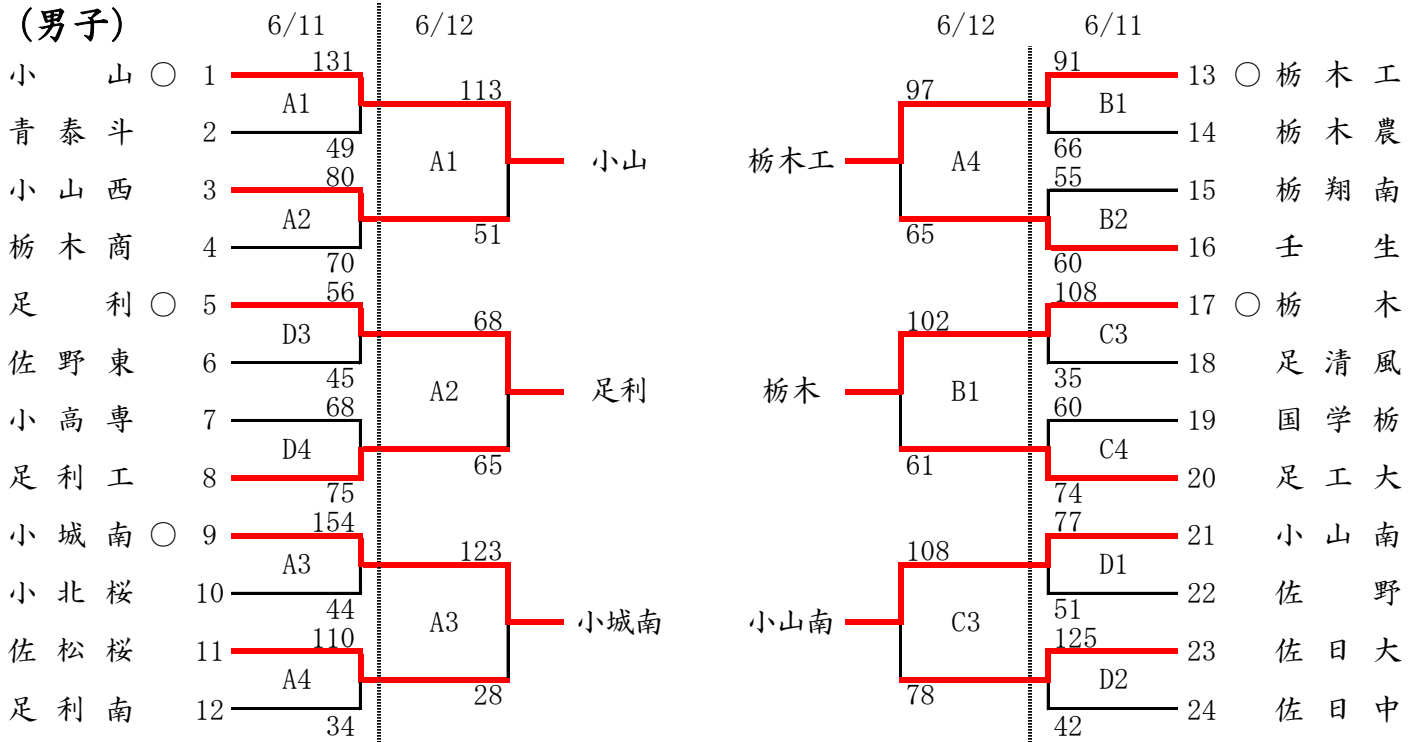 (男子) 6/11 6/12 6/12 6/11
131 91
小山 ○ 1 113 97 13 ○ 栃木工
A1 B1
青泰斗 2 14 栃木農
49 A1 小山 栃木工 A4 66
80 55
小山西 3 15 栃翔南
A2 B2
栃木商 4 51 65 16 壬生
70 60
56 108
足利 ○ 5 68 102 17 ○ 栃木
D3 C3
佐野東 6 18 足清風
45 A2 足利 栃木 B1 35
68 60
小高専 7 19 国学栃
D4 C4
足利工 8 65 61 20 足工大
75 74
154 77
小城南 ○ 9 123 108 21 小山南
A3 D1
小北桜 10 22 佐野
44 A3 小城南 小山南 C3 51
110 125
佐松桜 11 23 佐日大
A4 D2
足利南 12 28 78 24 佐日中
34 42